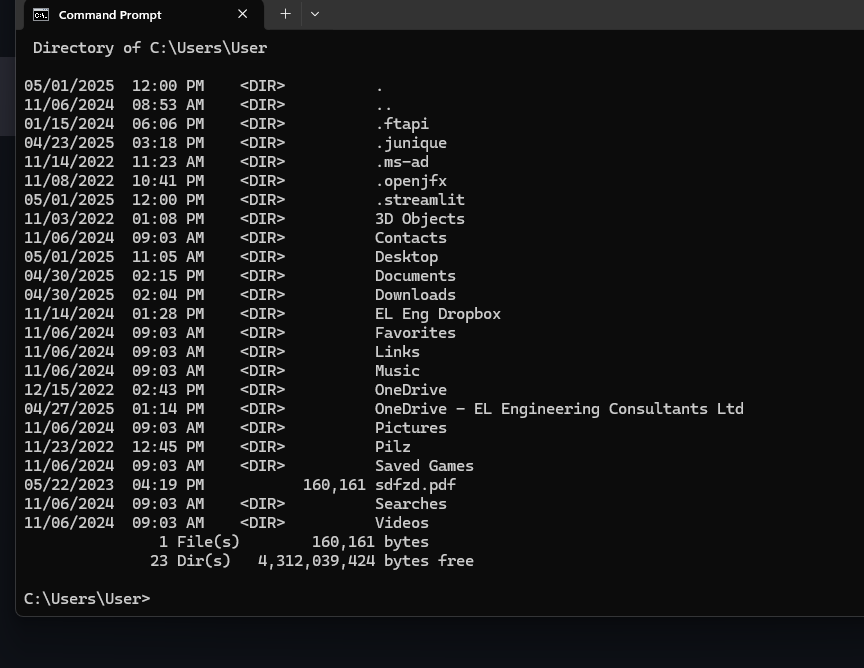 Command Prompt
Directory of C:\Users\User
05/01/2025  12:00 PM    <DIR>          .
11/06/2024  08:53 AM    <DIR>          ..
01/15/2024  06:06 PM    <DIR>          .ftapi
04/23/2025  03:18 PM    <DIR>          .junique
11/14/2022  11:23 AM    <DIR>          .ms-ad
11/08/2022  10:41 PM    <DIR>          .openjfx
05/01/2025  12:00 PM    <DIR>          .streamlit
11/03/2022  01:08 PM    <DIR>          3D Objects
11/06/2024  09:03 AM    <DIR>          Contacts
05/01/2025  11:05 AM    <DIR>          Desktop
04/30/2025  02:15 PM    <DIR>          Documents
04/30/2025  02:04 PM    <DIR>          Downloads
11/14/2024  01:28 PM    <DIR>          EL Eng Dropbox
11/06/2024  09:03 AM    <DIR>          Favorites
11/06/2024  09:03 AM    <DIR>          Links
11/06/2024  09:03 AM    <DIR>          Music
12/15/2022  02:43 PM    <DIR>          OneDrive
04/27/2025  01:14 PM    <DIR>          OneDrive - EL Engineering Consultants Ltd
11/06/2024  09:03 AM    <DIR>          Pictures
11/23/2022  12:45 PM    <DIR>          Pilz
11/06/2024  09:03 AM    <DIR>          Saved Games
05/22/2023  04:19 PM           160,161 sdfzd.pdf
11/06/2024  09:03 AM    <DIR>          Searches
11/06/2024  09:03 AM    <DIR>          Videos
1 File(s)        160,161 bytes
23 Dir(s)   4,312,039,424 bytes free
C:\Users\User>